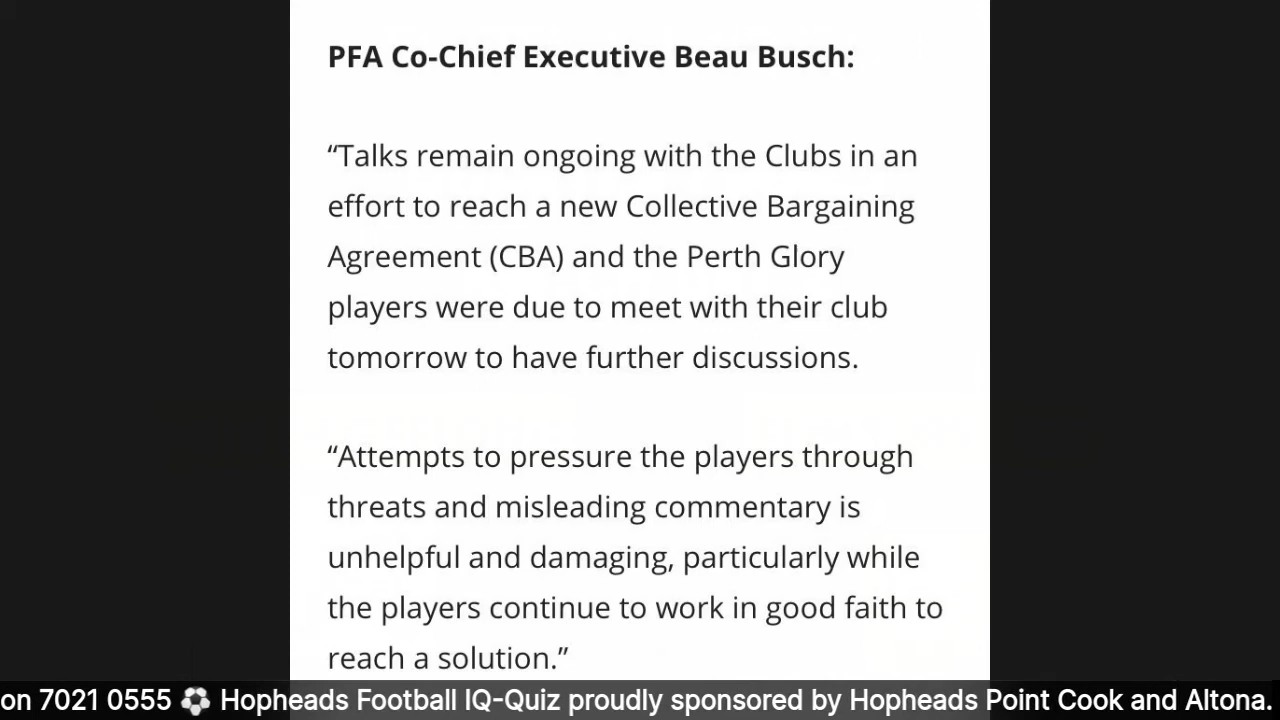 PFA Co-Chief Executive Beau Busch:
“Talks remain ongoing with the Clubs in an
effort to reach a new Collective Bargaining
Agreement (CBA) and the Perth Glory
players were due to meet with their club
tomorrow to have further discussions.
“Attempts to pressure the players through
threats and misleading commentary is
unhelpful and damaging, particularly while
the players continue to work in good faith to
reach a solution.”
on 7021 0555 ⚽ Hopheads Football IQ-Quiz proudly sponsored by Hopheads Point Cook and Altona.